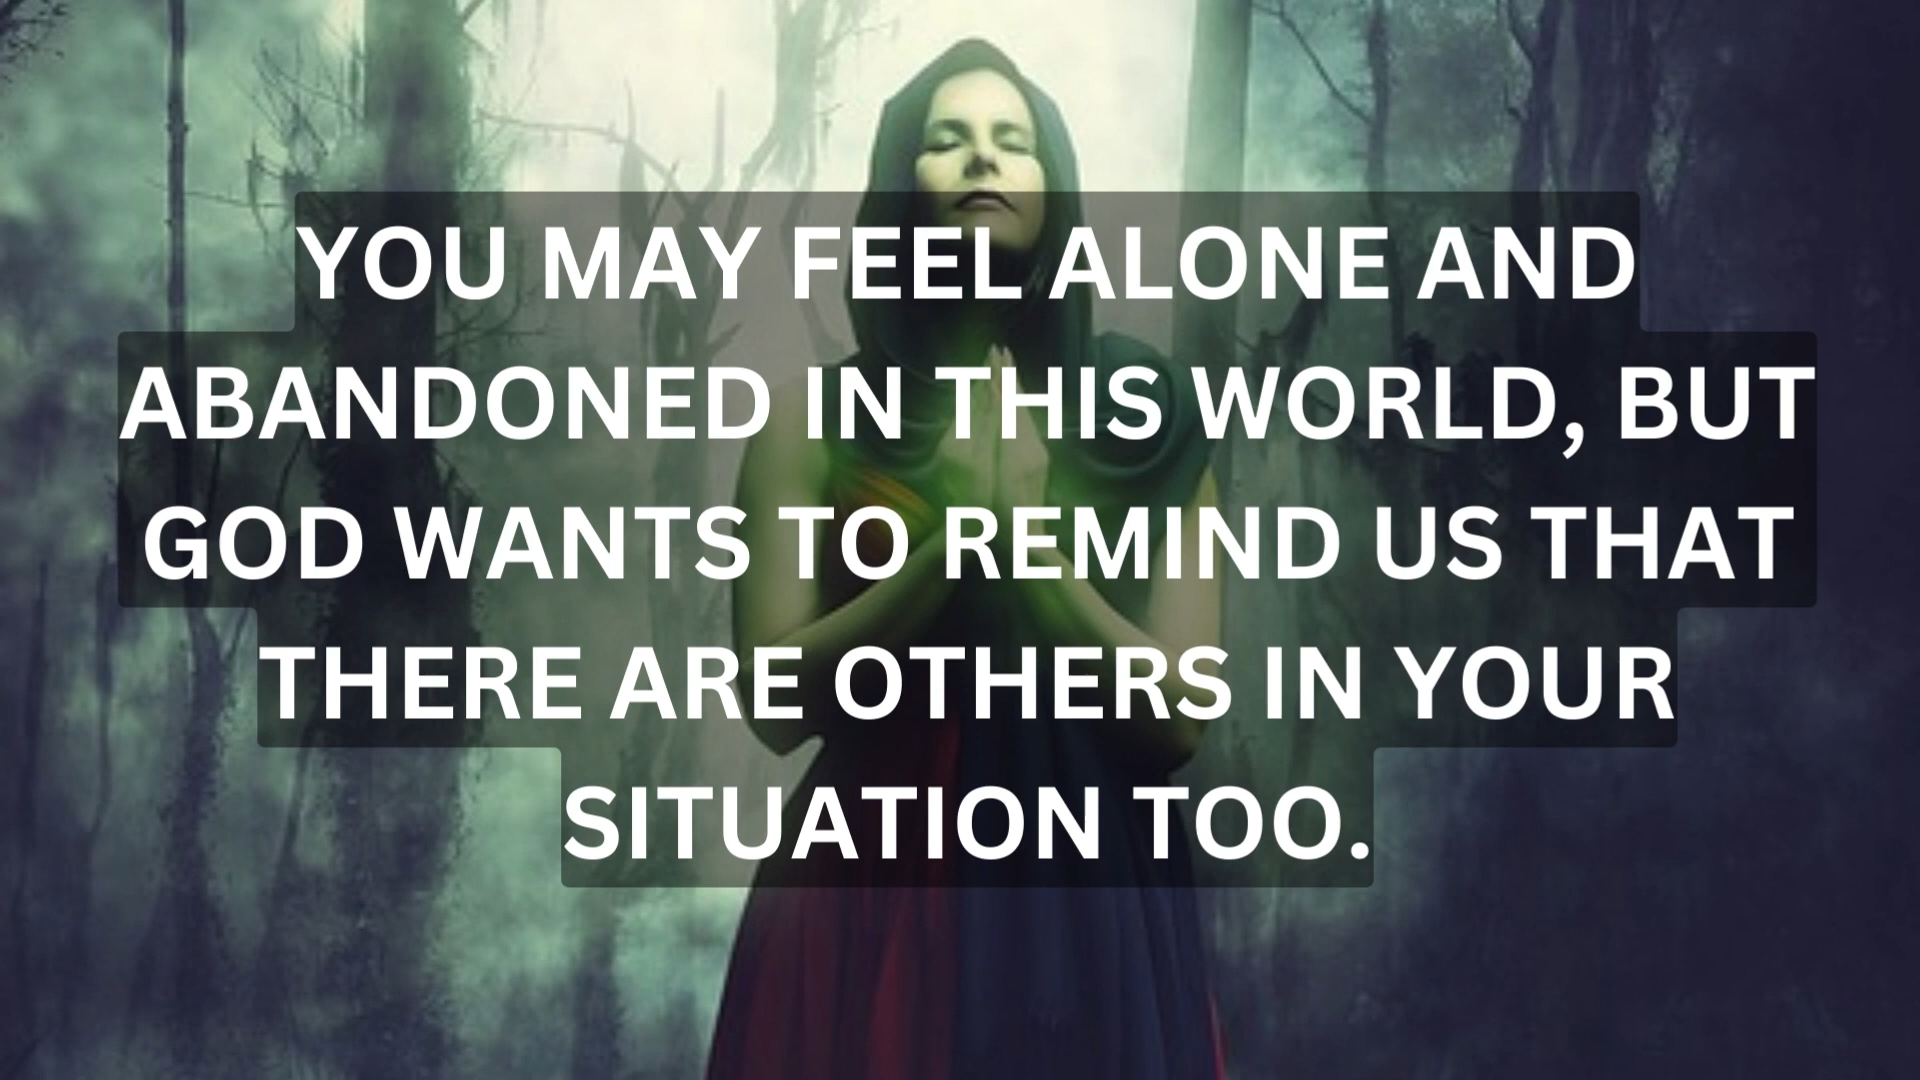 YOU MAY FEEL ALONE AND
ABANDONED IN THIS WORLD, BUT
GOD WANTS TO REMIND US THAT
THERE ARE OTHERS IN YOUR
SITUATION TOO.